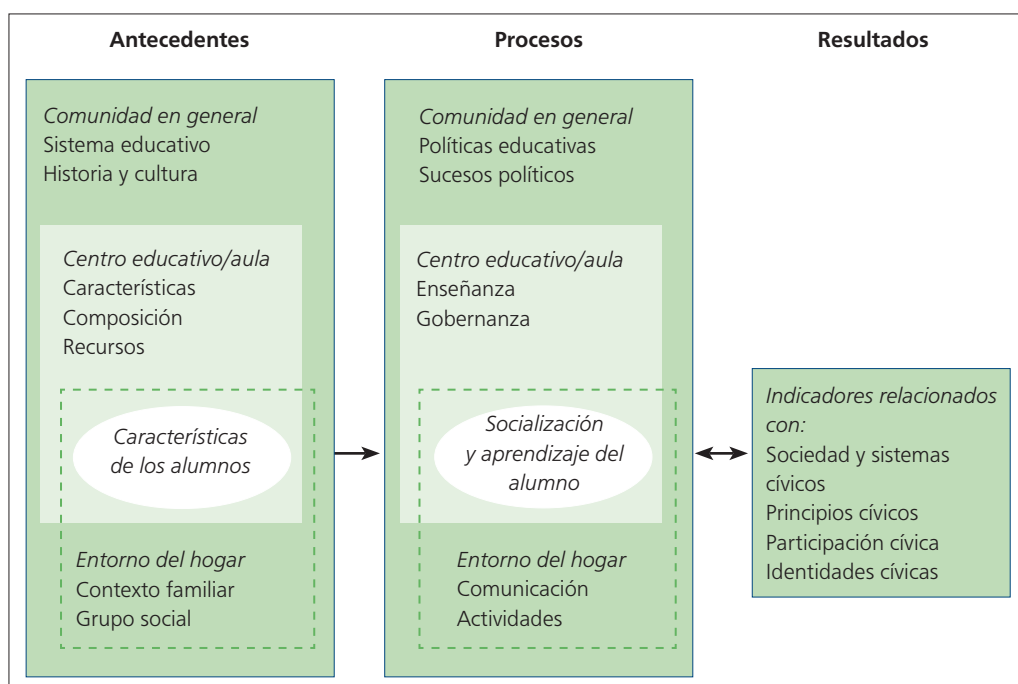 Antecedentes
Procesos
Resultados
Comunidad en general
Sistema educativo
Historia y cultura
Centro educativo/aula
Características
Composición
Recursos
Características
de los alumnos
Entorno del hogar
Contexto familiar
Grupo social
Comunidad en general
Políticas educativas
Sucesos políticos
Centro educativo/aula
Enseñanza
Gobernanza
Socialización
y aprendizaje del
alumno
Entorno del hogar
Comunicación
Actividades
Indicadores relacionados
con:
Sociedad y sistemas
cívicos
Principios cívicos
Participación cívica
Identidades cívicas